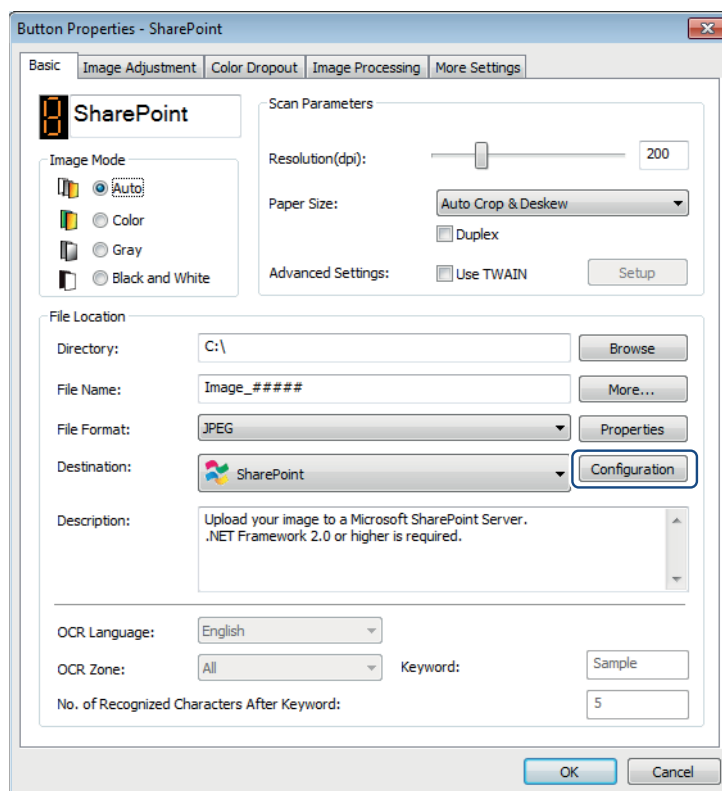 Button Properties - SharePoint
Basic Image Adjustment Color Dropout Image Processing More Settings
SharePoint
Image Mode
Auto
Color
Gray
Black and White
Scan Parameters
Resolution(dpi): 200
Paper Size: Auto Crop & Deskew
Duplex
Advanced Settings: Use TWAIN Setup
File Location
Directory: C:\ Browse
File Name: Image_##### More...
File Format: JPEG Properties
Destination: SharePoint Configuration
Description: Upload your image to a Microsoft SharePoint Server.
.NET Framework 2.0 or higher is required.
OCR Language: English
OCR Zone: All Keyword: Sample
No. of Recognized Characters After Keyword: 5
OK Cancel